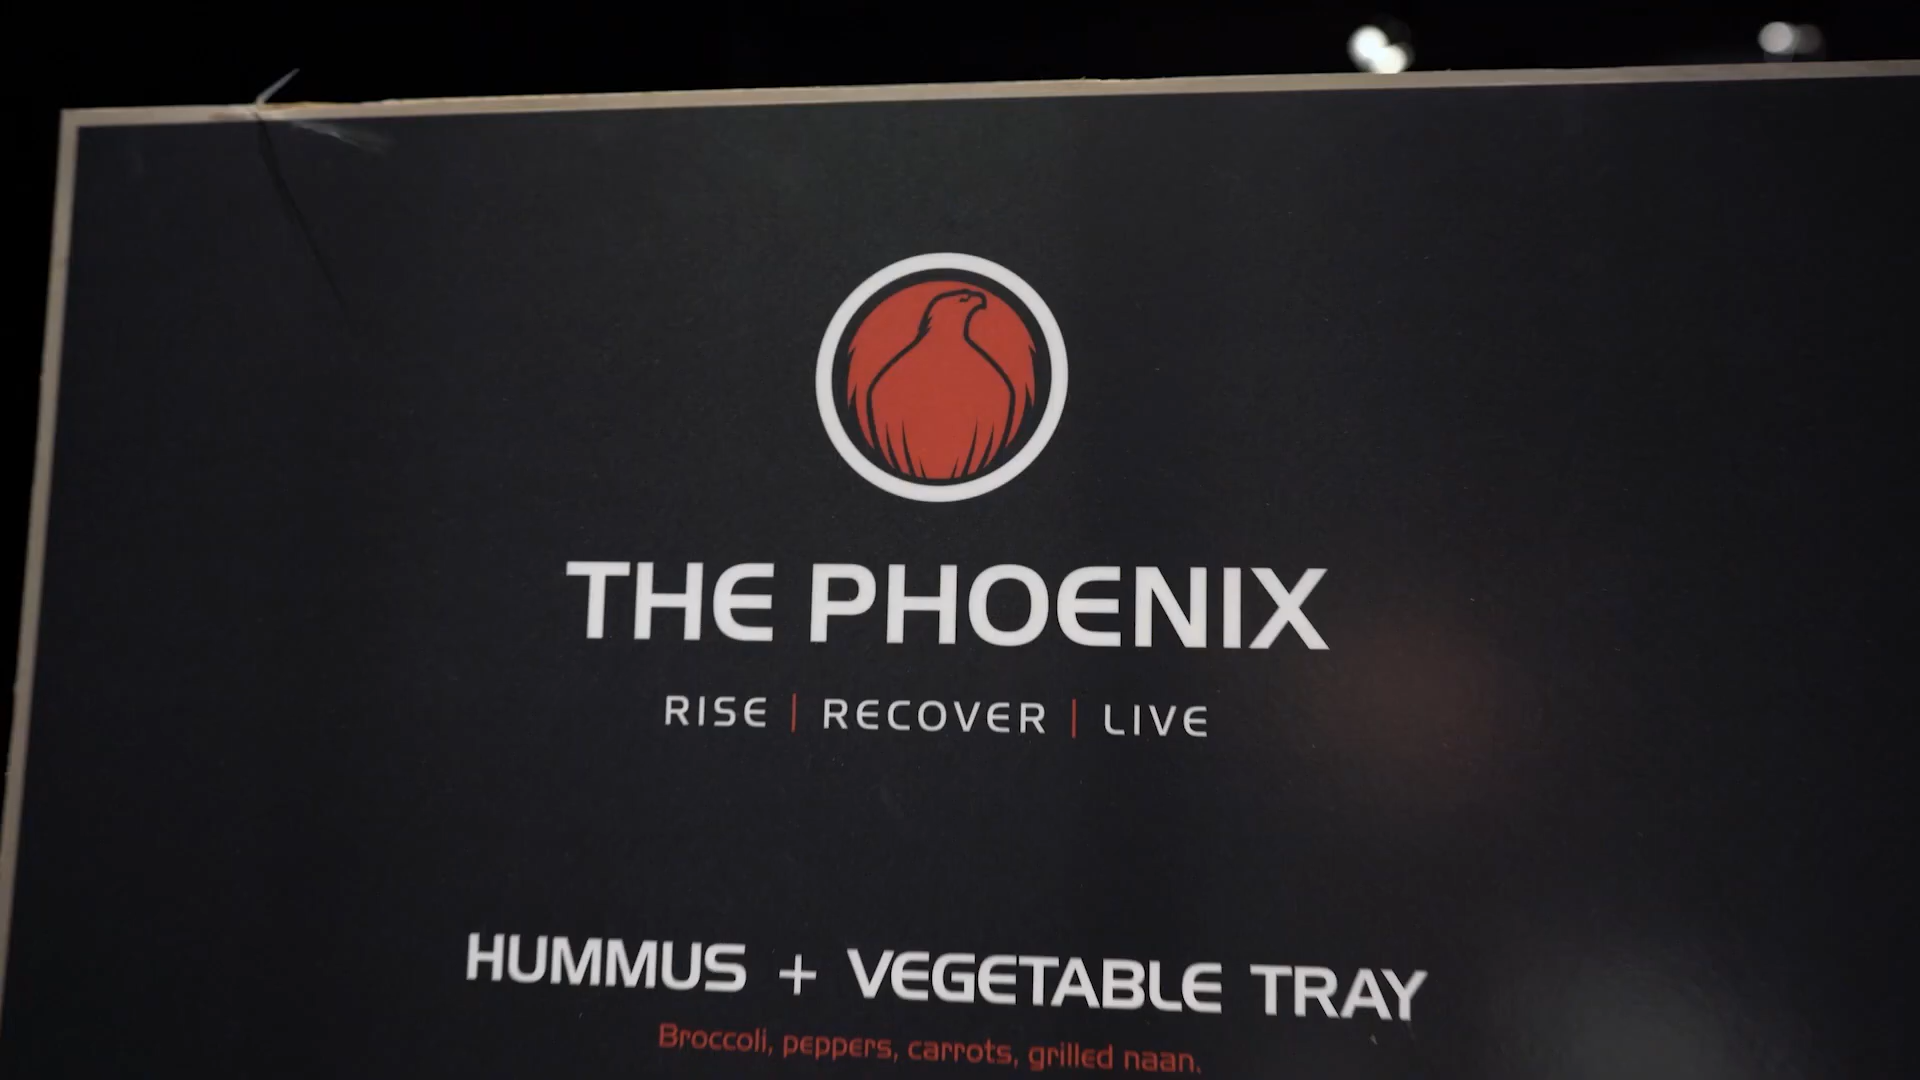 THE PHOENIX
RISE | RECOVER | LIVE
HUMMUS + VEGETABLE TRAY
Broccoli, peppers, carrots, grilled naan.